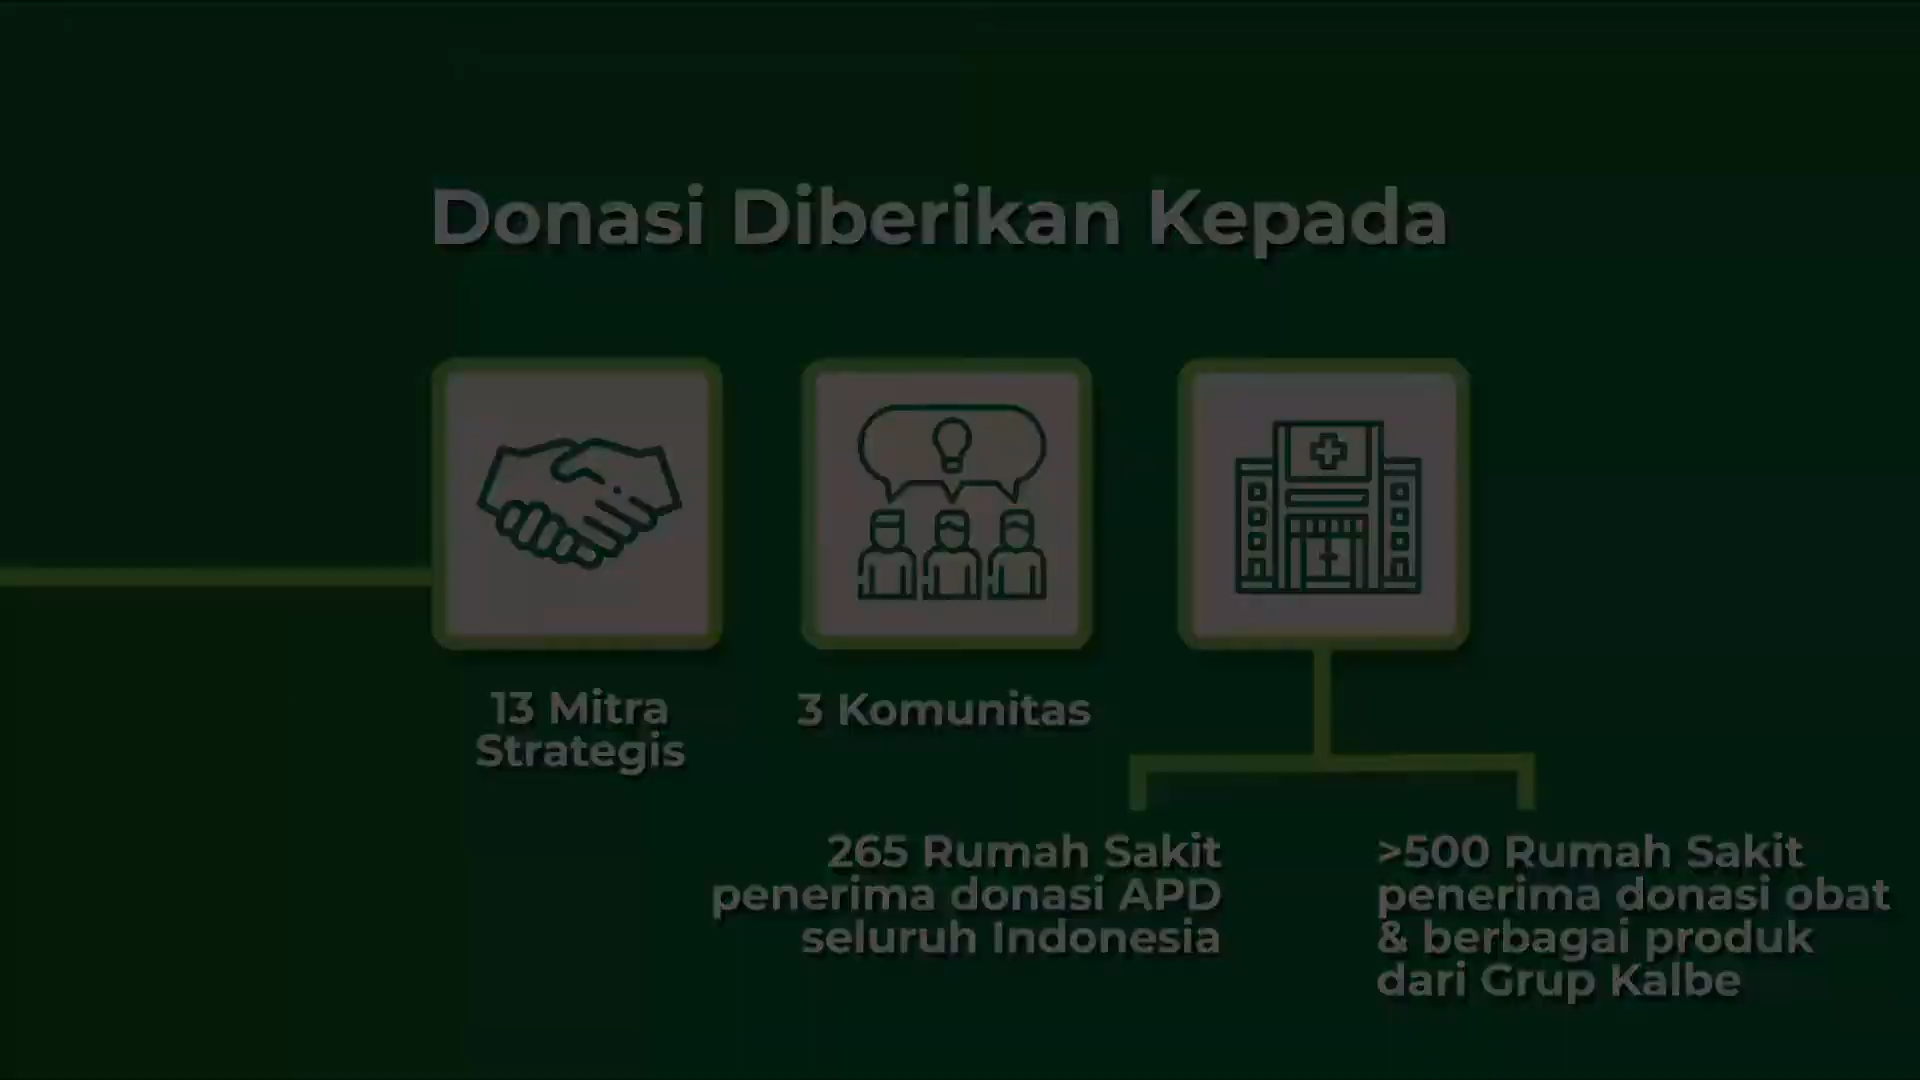 Donasi Diberikan Kepada
13 Mitra
Strategis
3 Komunitas
265 Rumah Sakit
penerima donasi APD
seluruh Indonesia
>500 Rumah Sakit
penerima donasi obat
& berbagai produk
dari Grup Kalbe